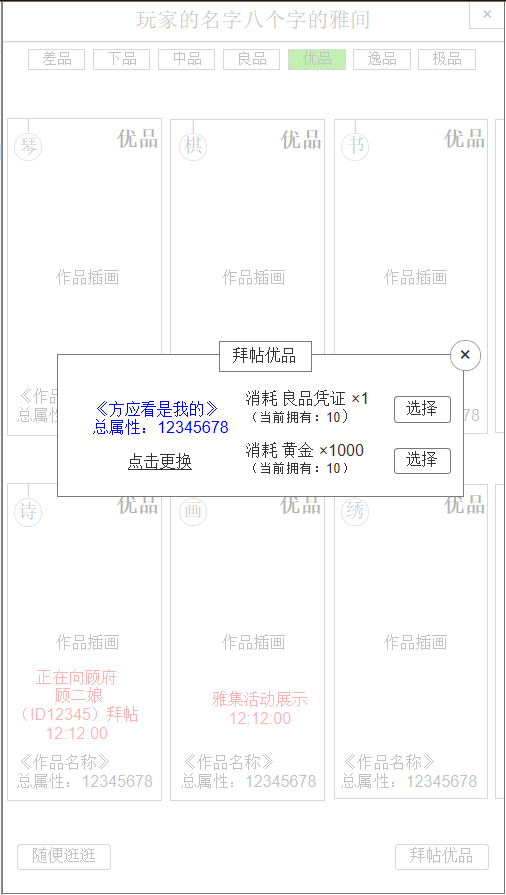 玩家的名字八个字的雅间
×
差品 下品 中品 良品 优品 逸品 极品
琴 优品 棋 优品 书 优品
作品插画 作品插画 作品插画
拜帖优品
×
《作品
总属性
《方应看是我的》
总属性：12345678
点击更换
消耗 良品凭证 ×1
（当前拥有：10）
选择
消耗 黄金 ×1000
（当前拥有：10）
选择
78
诗 优品 画 优品 绣 优品
作品插画 作品插画 作品插画
正在向顾府
顾二娘
（ID12345）拜帖
12:12:00
雅集活动展示
12:12:00
《作品名称》 《作品名称》 《作品名称》
总属性：12345678 总属性：12345678 总属性：12345678
随便逛逛 拜帖优品